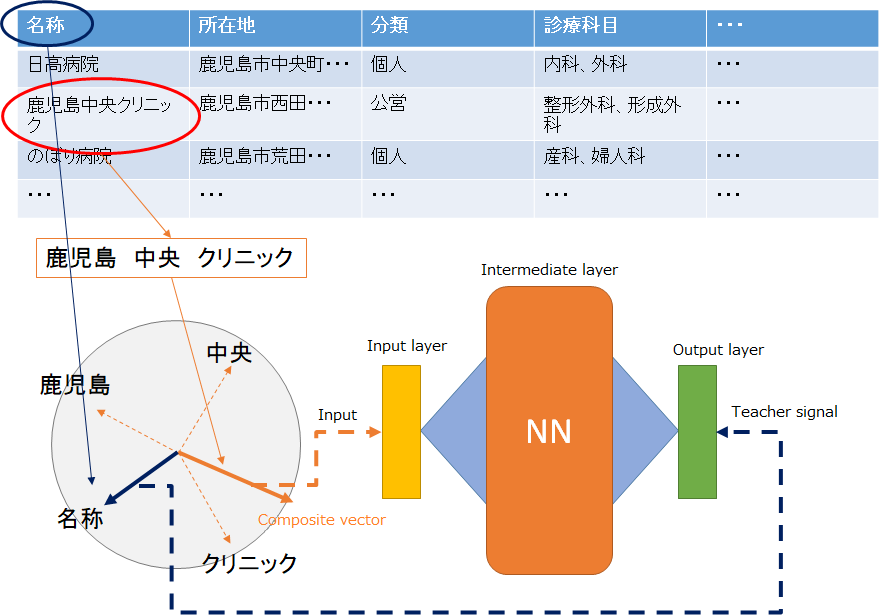 名称 所在地 分類 診療科目 ･･･
日高病院 鹿児島市中央町･･･ 個人 内科、外科 ･･･
鹿児島中央クリニッ
ク
鹿児島市西田･･･ 公営
整形外科、形成外
科
･･･
のぼり病院 鹿児島市荒田･･･ 個人 産科、婦人科 ･･･
･･･ ･･･ ･･･ ･･･ ･･･
鹿児島 中央 クリニック
Intermediate layer
Input layer
Output layer
中央
鹿児島
Input
Teacher signal
NN
名称
Composite vector
クリニック